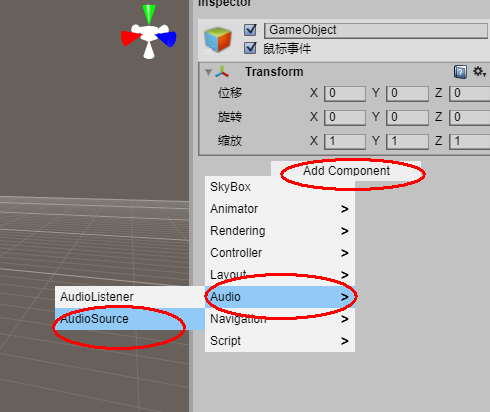 Inspector
GameObject
鼠标事件
Transform
位移 X 0 Y 0 Z 0
旋转 X 0 Y 0 Z 0
缩放 X 1 Y 1 Z 1
Add Component
SkyBox
Animator >
Rendering >
Controller >
Layout >
Audio >
Navigation >
Script >
AudioListener
AudioSource